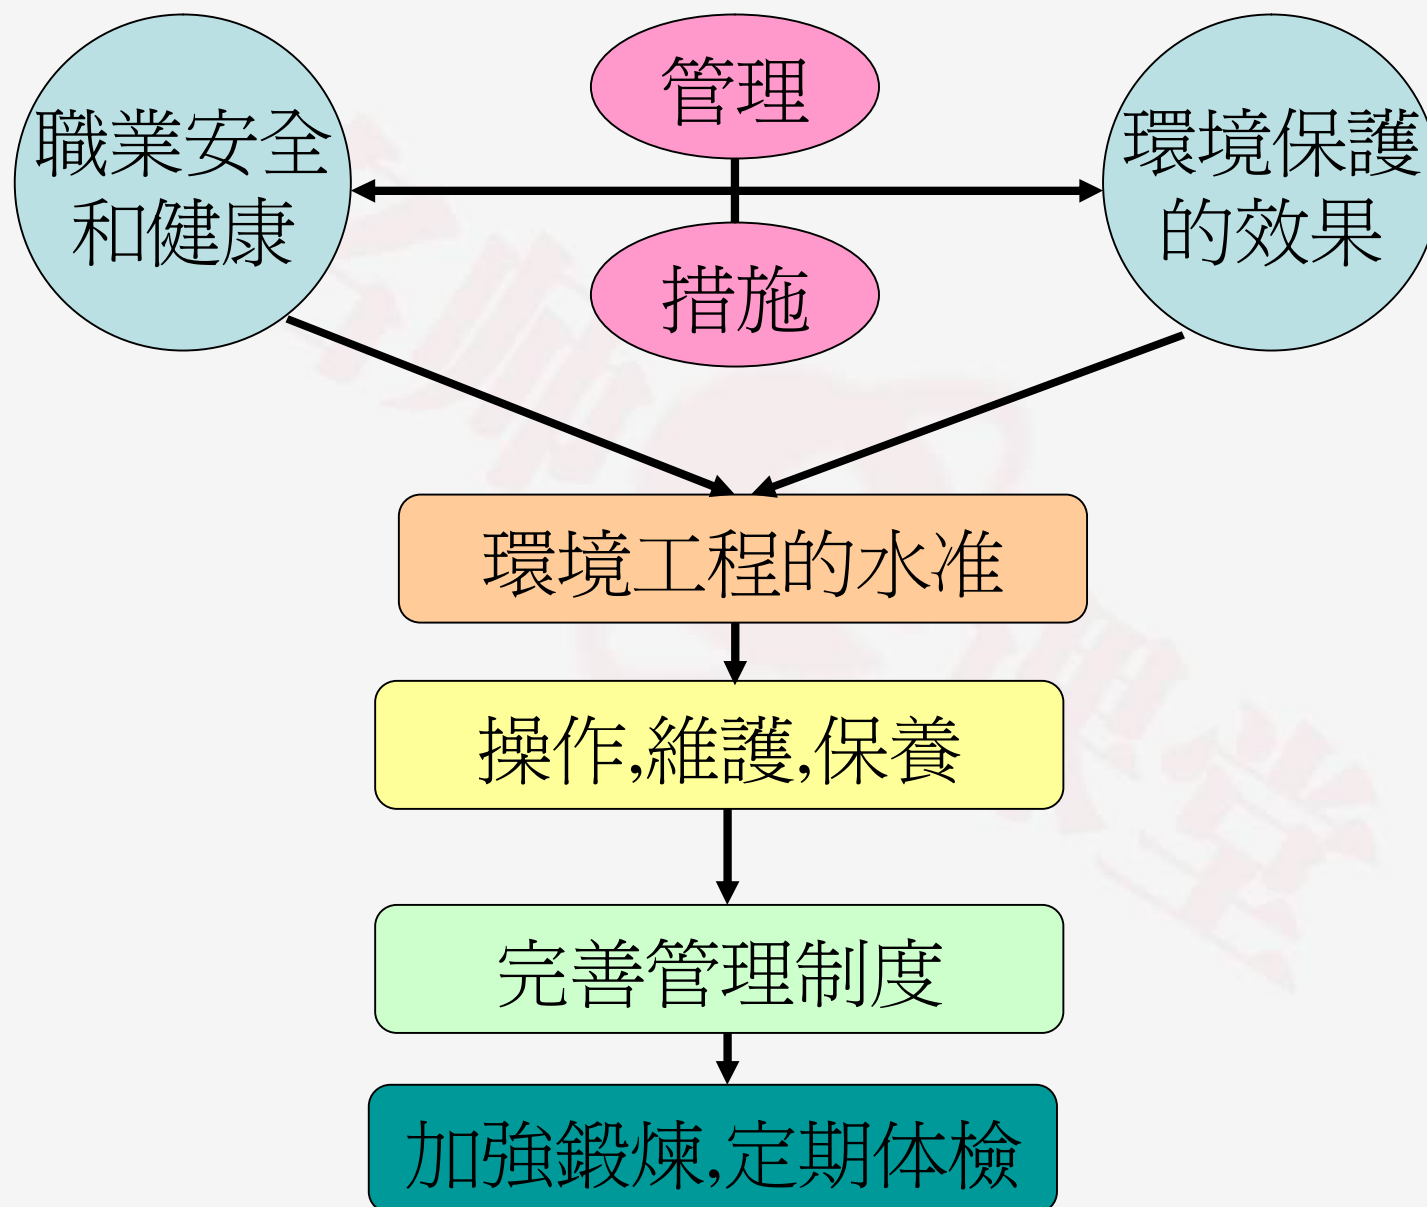 職業安全
和健康
管理
措施
環境保護
的效果
環境工程的水准
操作,維護,保養
完善管理制度
加強鍛煉,定期体檢